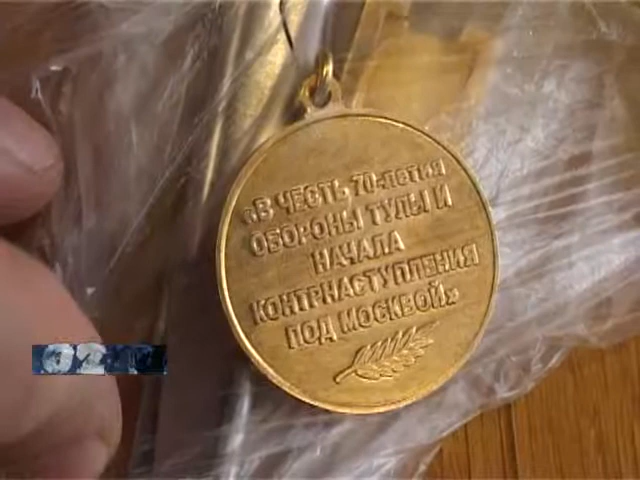 «В ЧЕСТЬ 70-летия
ОБОРОНЫ ТУЛЫ И
НАЧАЛА
КОНТРНАСТУПЛЕНИЯ
ПОД МОСКВОЙ»